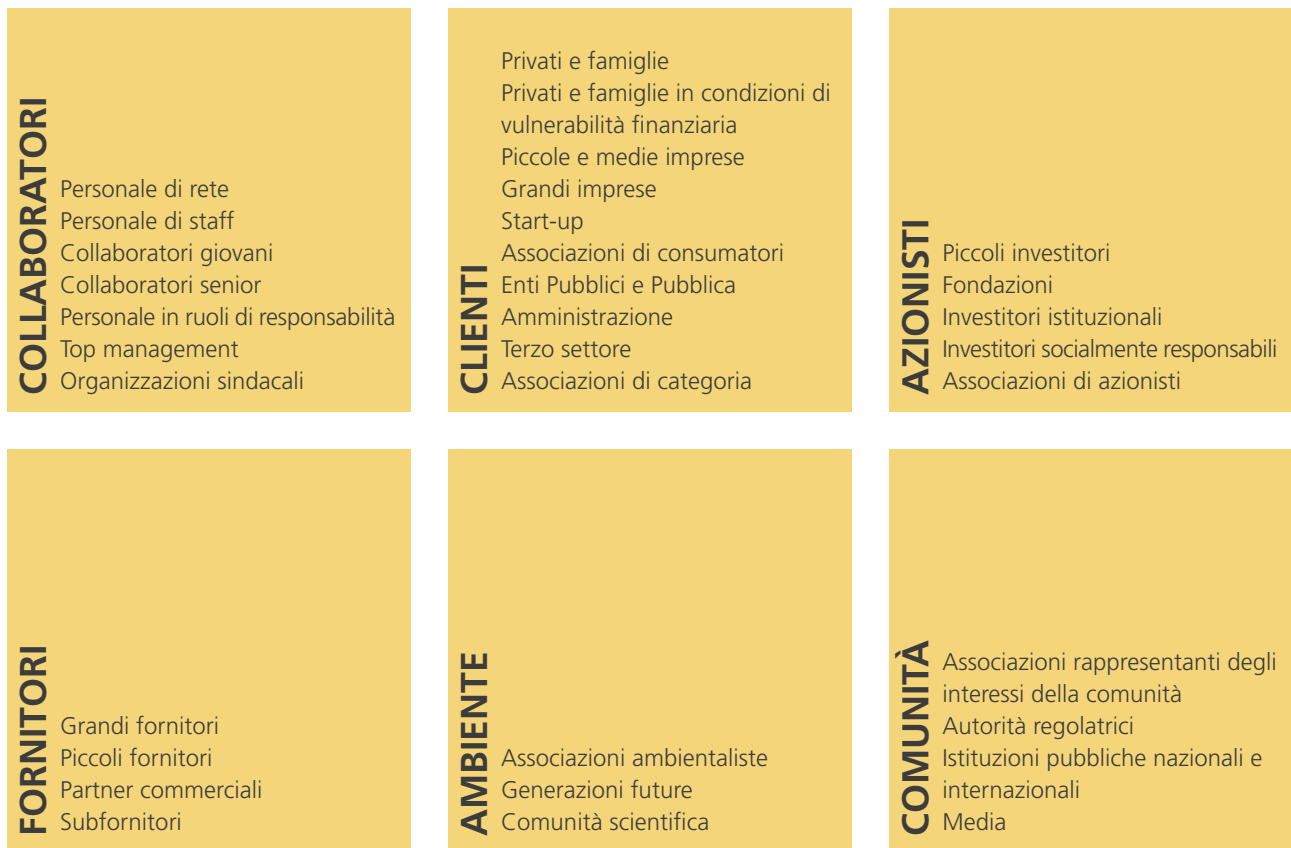 COLLABORATORI
Personale di rete
Personale di staff
Collaboratori giovani
Collaboratori senior
Personale in ruoli di responsabilità
Top management
Organizzazioni sindacali
CLIENTI
Privati e famiglie
Privati e famiglie in condizioni di
vulnerabilità finanziaria
Piccole e medie imprese
Grandi imprese
Start-up
Associazioni di consumatori
Enti Pubblici e Pubblica
Amministrazione
Terzo settore
Associazioni di categoria
AZIONISTI
Piccoli investitori
Fondazioni
Investitori istituzionali
Investitori socialmente responsabili
Associazioni di azionisti
FORNITORI
Grandi fornitori
Piccoli fornitori
Partner commerciali
Subfornitori
AMBIENTE
Associazioni ambientaliste
Generazioni future
Comunità scientifica
COMUNITÀ
Associazioni rappresentanti degli
interessi della comunità
Autorità regolatrici
Istituzioni pubbliche nazionali e
internazionali
Media